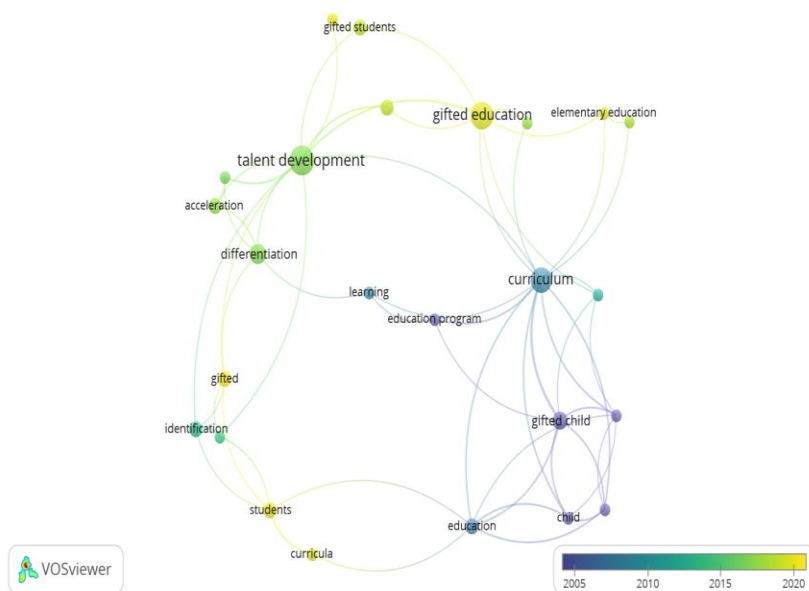 gifted students
gifted education
elementary education
talent development
acceleration
differentiation
curriculum
learning
education program
gifted
gifted child
identification
students
child
education
curricula
VOSviewer
2005 2010 2015 2020